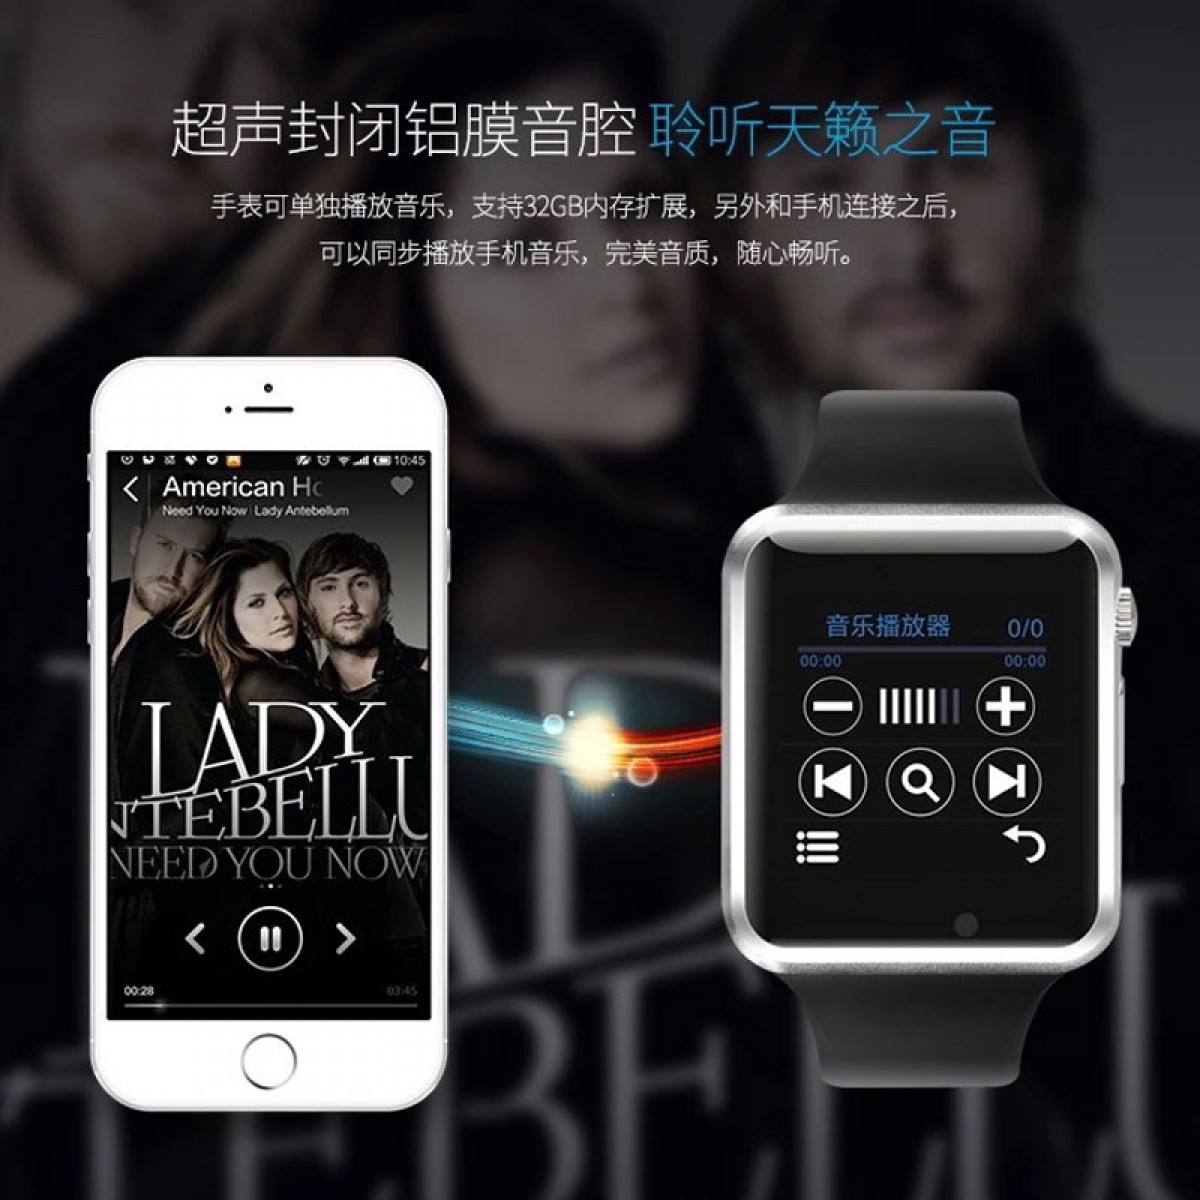 超声封闭铝膜音腔 聆听天籁之音
手表可单独播放音乐，支持32GB内存扩展，另外和手机连接之后，
可以同步播放手机音乐，完美音质，随心畅听。
10:45
American Ho
Need You Now | Lady Antebellum
LADY
NTEBELLU
NEED YOU NOW
00:28 03:45
音乐播放器 0/0
00:00 00:00